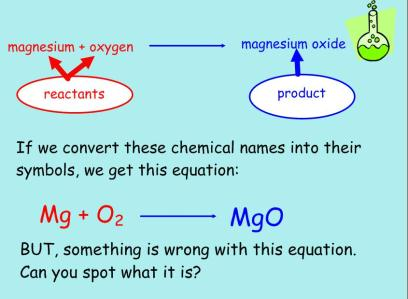 magnesium + oxygen magnesium oxide
reactants product
If we convert these chemical names into their
symbols, we get this equation:
Mg + O₂ MgO
BUT, something is wrong with this equation.
Can you spot what it is?